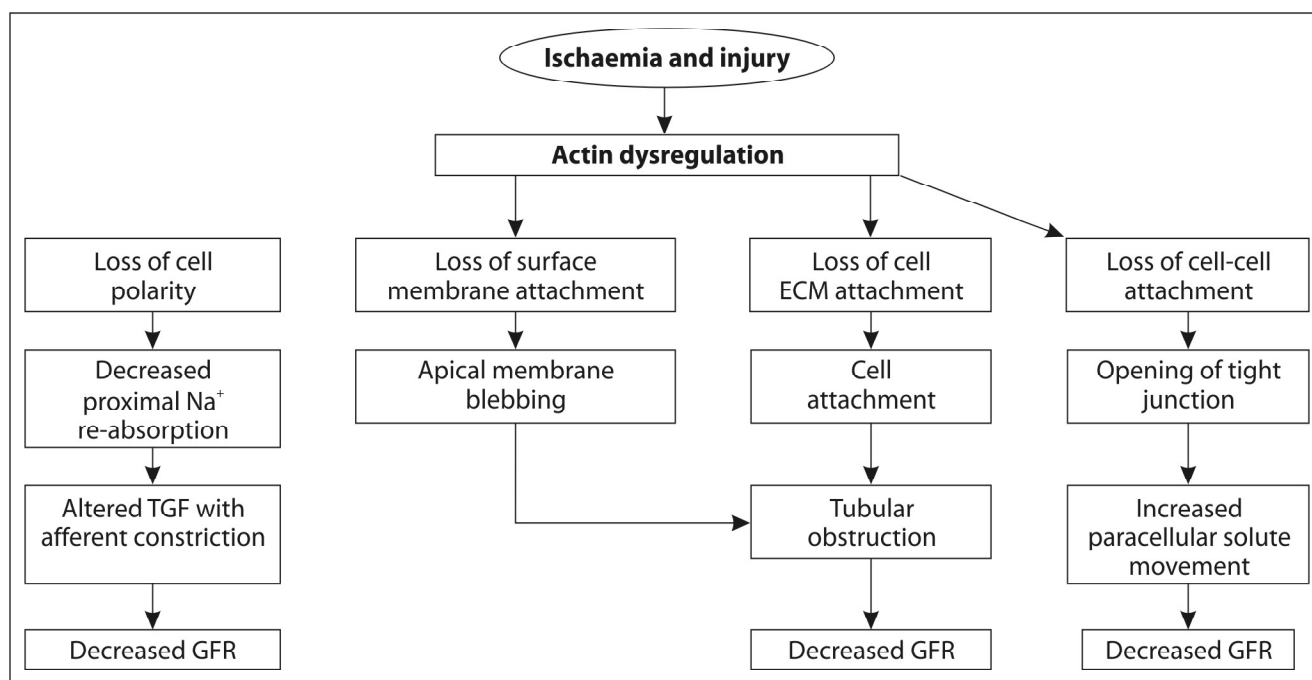 Ischaemia and injury
Actin dysregulation
Loss of cell
polarity
Loss of surface
membrane attachment
Loss of cell
ECM attachment
Loss of cell-cell
attachment
Decreased
proximal Na⁺
re-absorption
Apical membrane
blebbing
Cell
attachment
Opening of tight
junction
Altered TGF with
afferent constriction
Tubular
obstruction
Increased
paracellular solute
movement
Decreased GFR
Decreased GFR
Decreased GFR